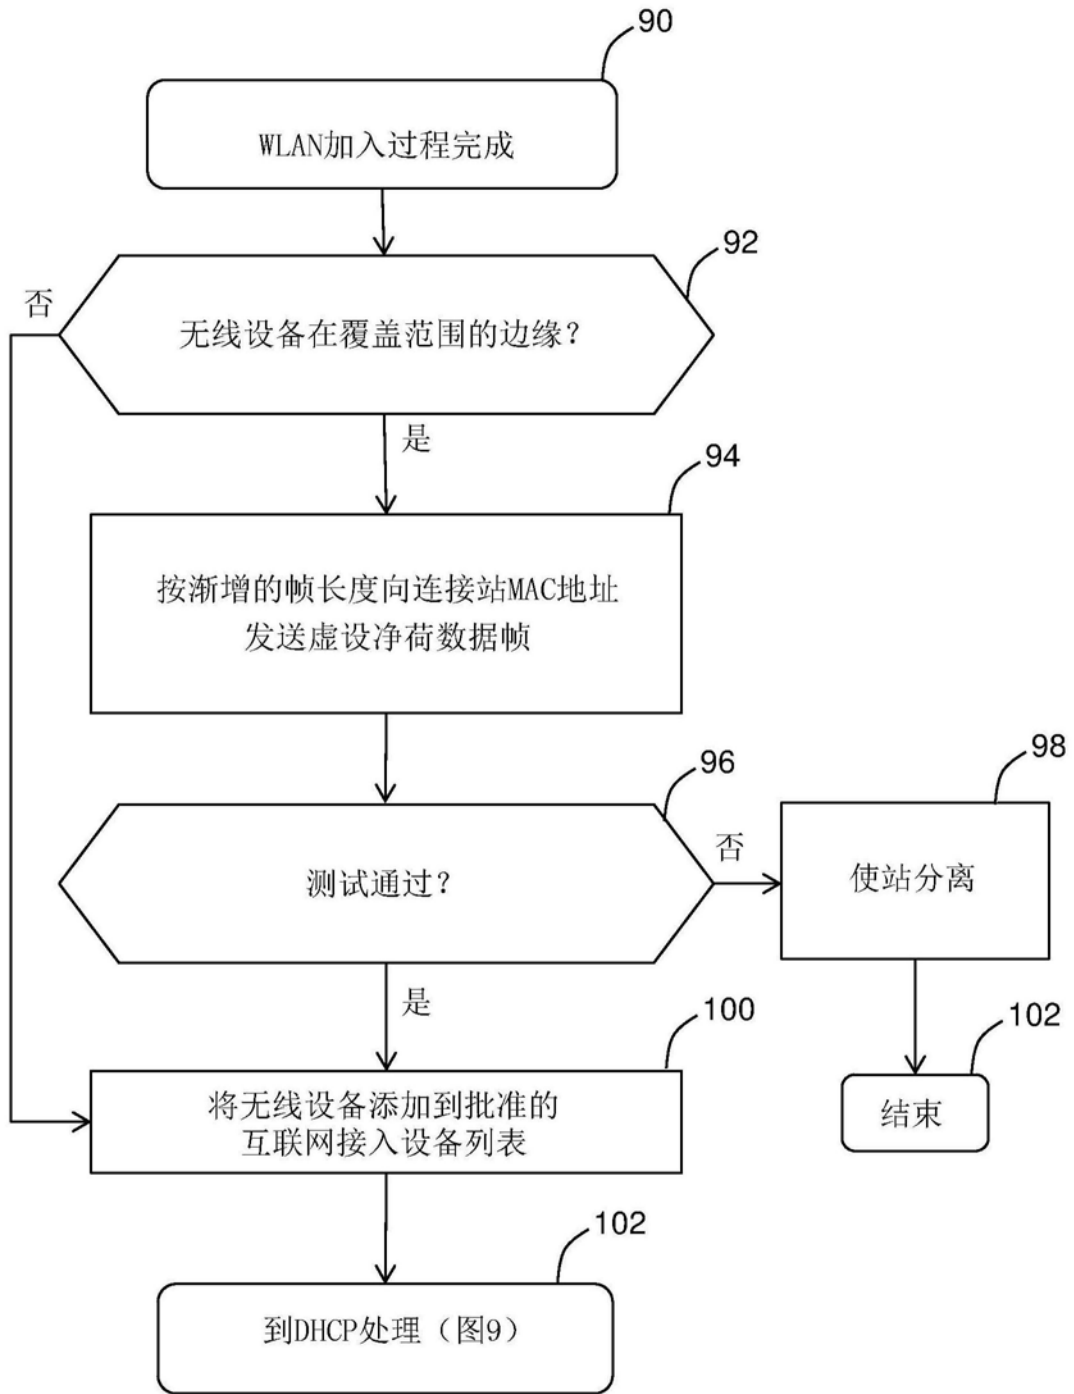 90
WLAN加入过程完成
92
否
无线设备在覆盖范围的边缘？
是
94
按渐增的帧长度向连接站MAC地址
发送虚设净荷数据帧
96
98
否
测试通过？
使站分离
是
100
102
将无线设备添加到批准的
互联网接入设备列表
结束
102
到DHCP处理（图9）